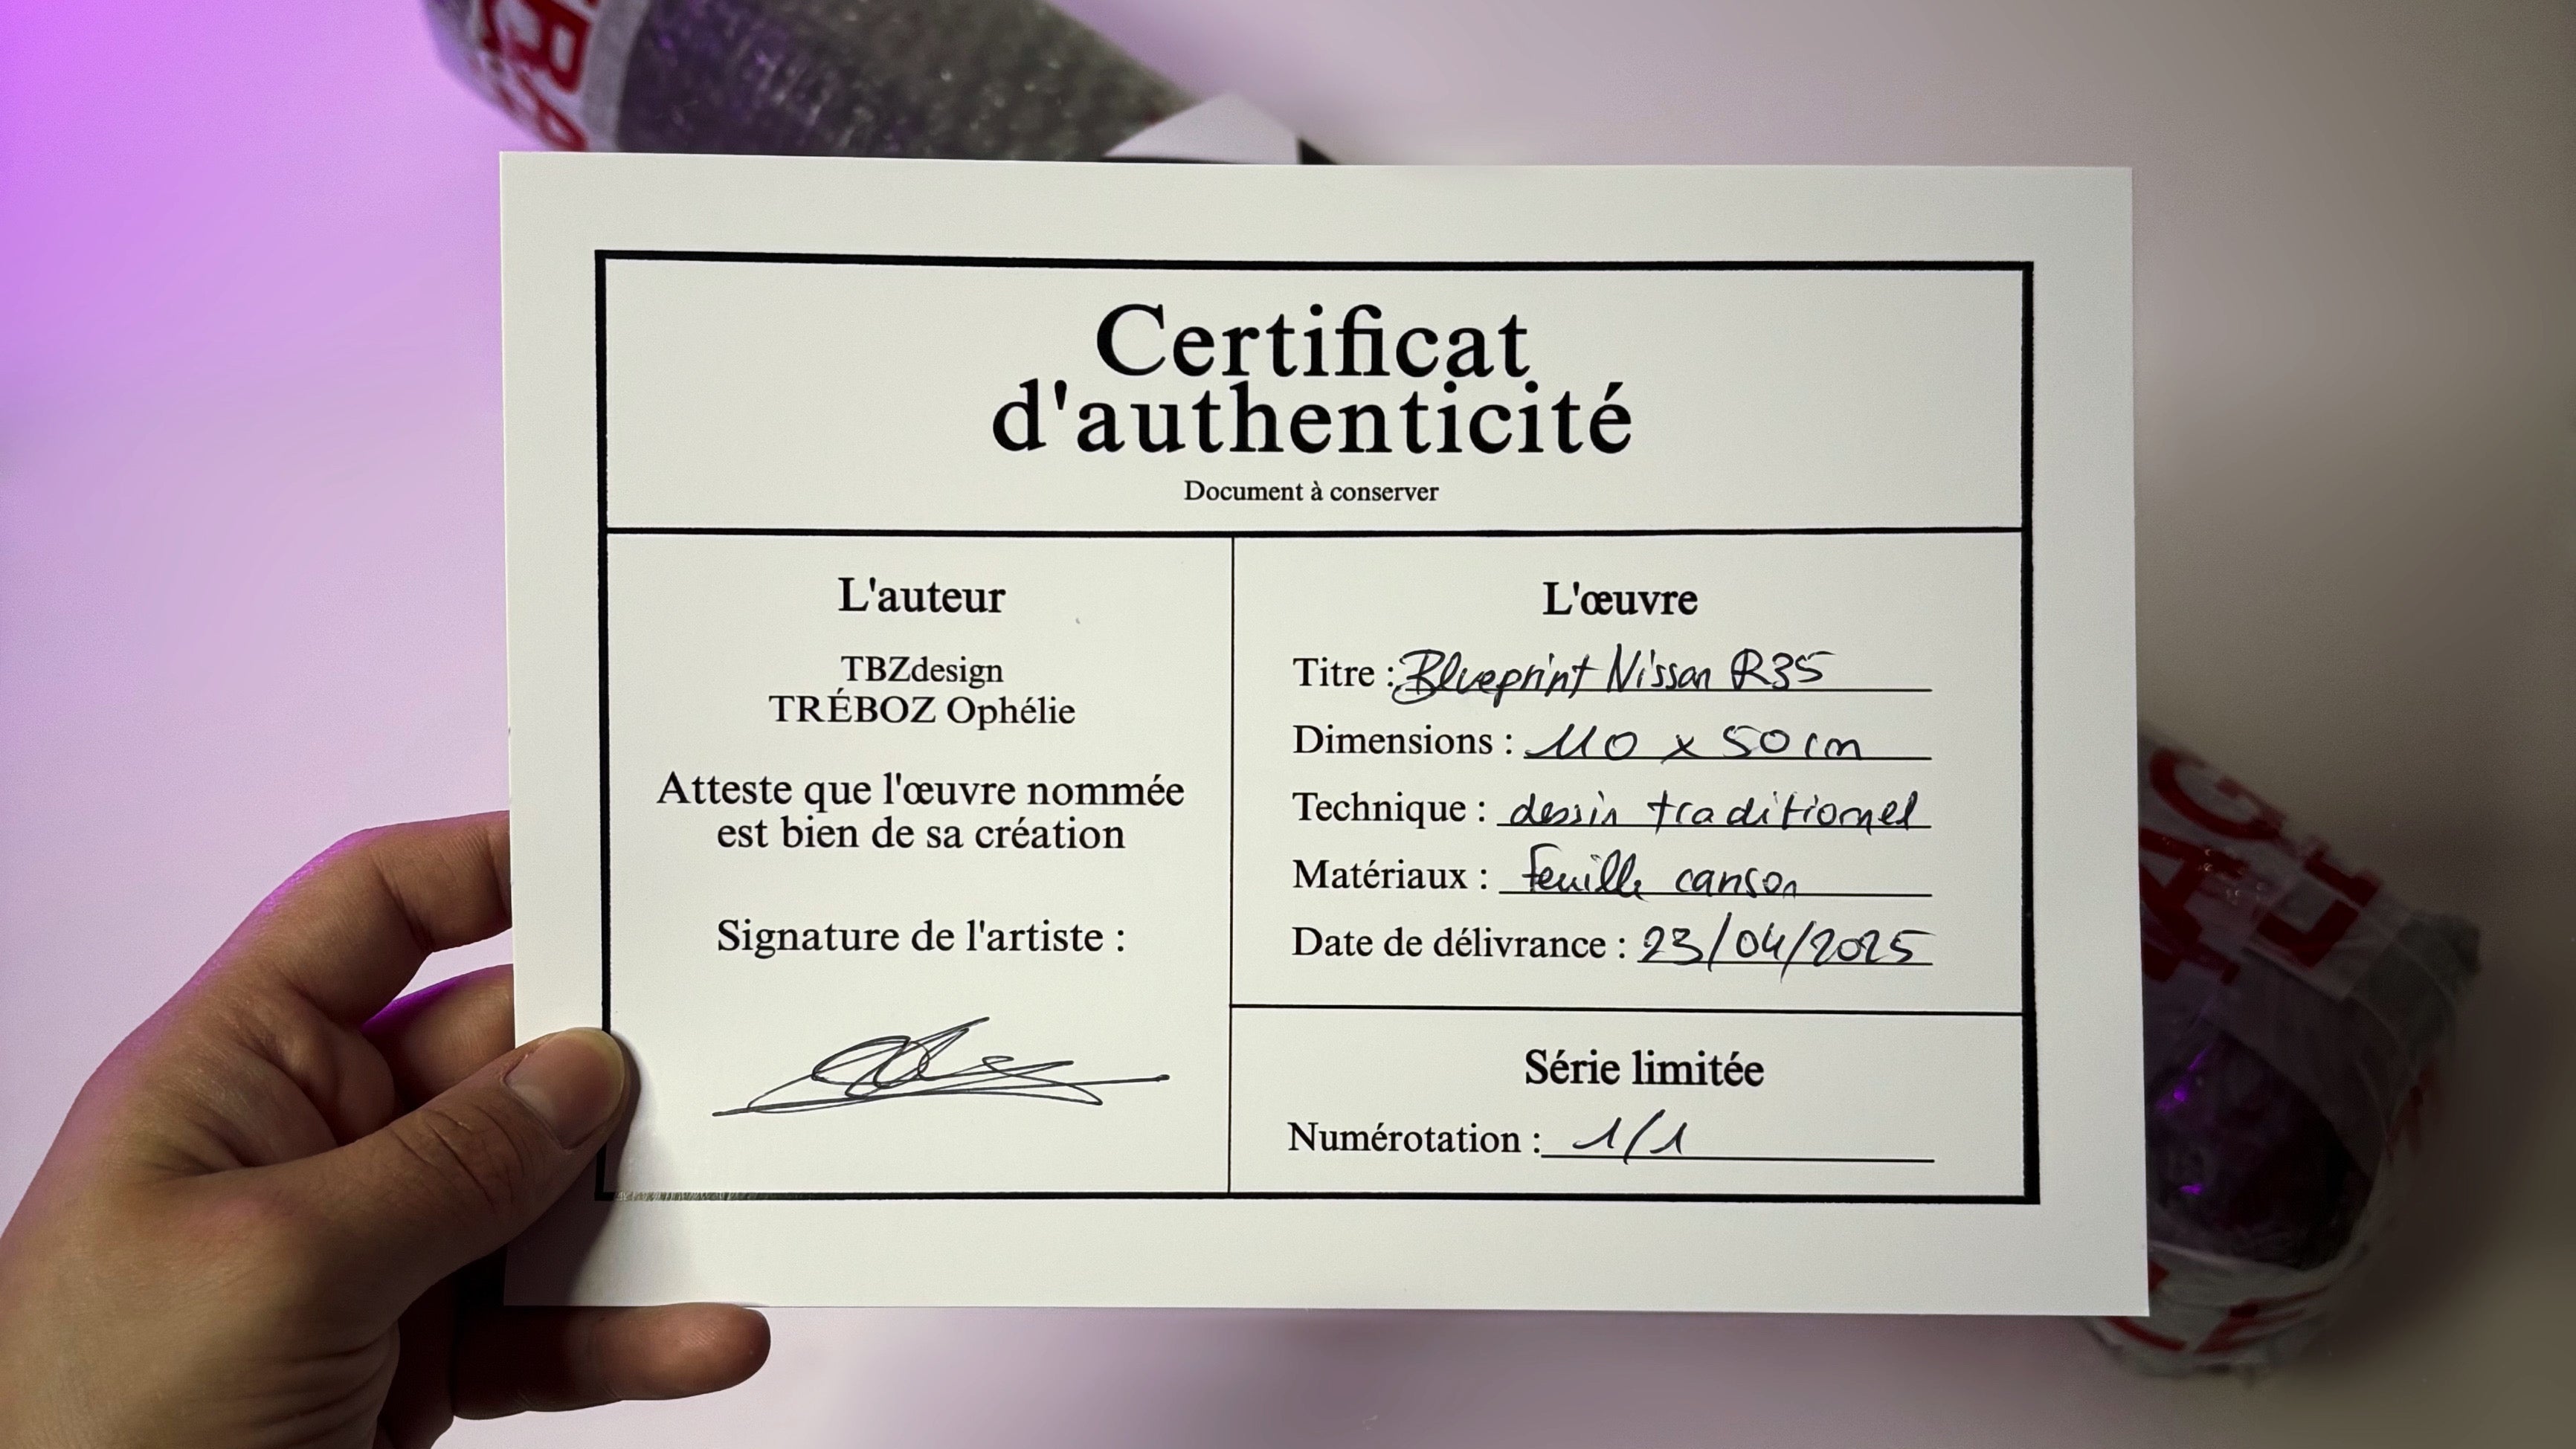 Certificat
d'authenticité
Document à conserver
L'auteur
TBZdesign
TRÉBOZ Ophélie
Atteste que l'œuvre nommée
est bien de sa création
Signature de l'artiste :
L'œuvre
Titre : Blueprint Nissan R35
Dimensions : 110 x 50 cm
Technique : dessin traditionnel
Matériaux : Feuille canson
Date de délivrance : 23/04/2025
Série limitée
Numérotation : 1/1